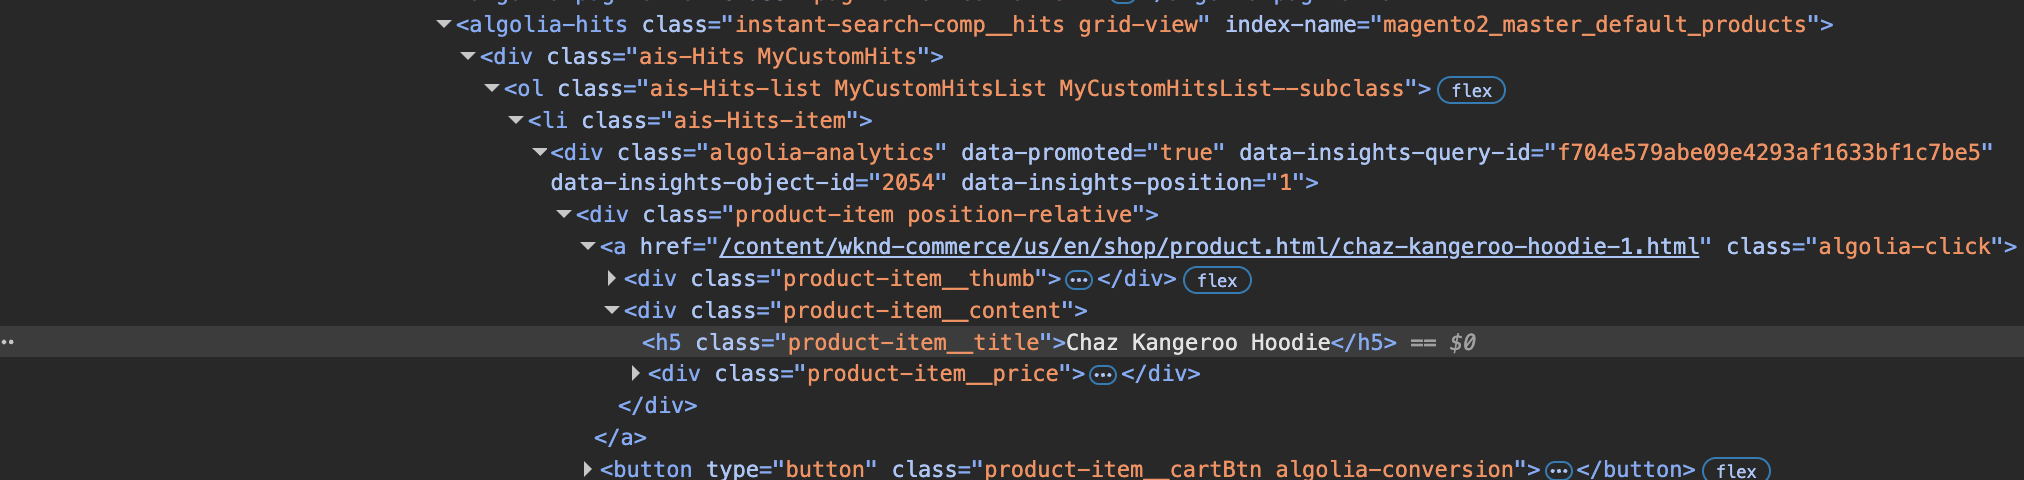 <algolia-hits class="instant-search-comp__hits grid-view" index-name="magento2_master_default_products">
<div class="ais-Hits MyCustomHits">
<ol class="ais-Hits-list MyCustomHitsList MyCustomHitsList--subclass"> flex
<li class="ais-Hits-item">
<div class="algolia-analytics" data-promoted="true" data-insights-query-id="f704e579abe09e4293af1633bf1c7be5"
data-insights-object-id="2054" data-insights-position="1">
<div class="product-item position-relative">
<a href="/content/wknd-commerce/us/en/shop/product.html/chaz-kangeroo-hoodie-1.html" class="algolia-click">
<div class="product-item__thumb">…</div> flex
<div class="product-item__content">
<h5 class="product-item__title">Chaz Kangeroo Hoodie</h5> == $0
<div class="product-item__price">…</div>
</div>
</a>
<button type="button" class="product-item__cartBtn algolia-conversion">…</button> flex